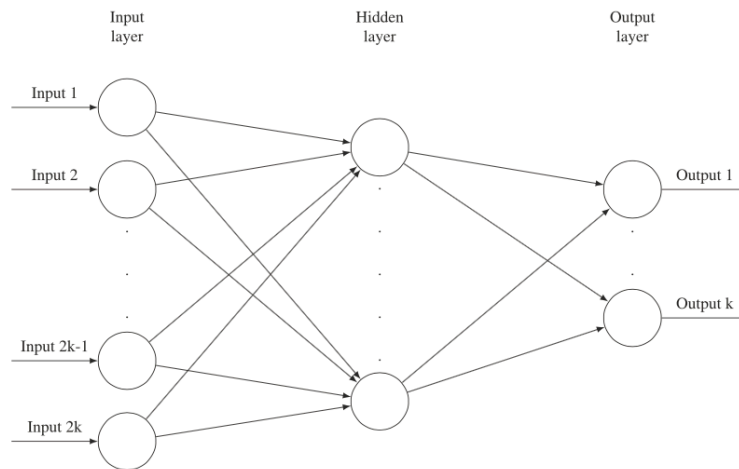 Input
layer
Hidden
layer
Output
layer
Input 1
Input 2
Input 2k-1
Input 2k
Output 1
Output k